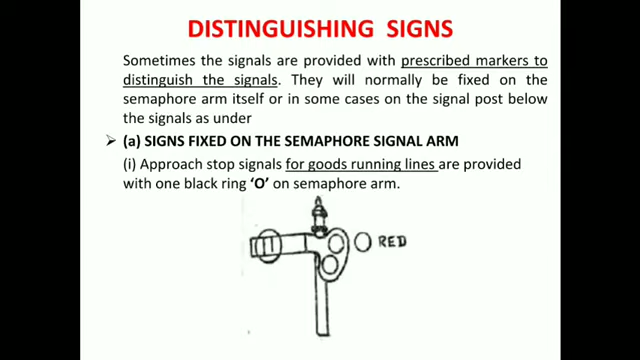 DISTINGUISHING SIGNS
Sometimes the signals are provided with prescribed markers to
distinguish the signals. They will normally be fixed on the
semaphore arm itself or in some cases on the signal post below
the signals as under
➢ (a) SIGNS FIXED ON THE SEMAPHORE SIGNAL ARM
(i) Approach stop signals for goods running lines are provided
with one black ring ‘O’ on semaphore arm.
RED